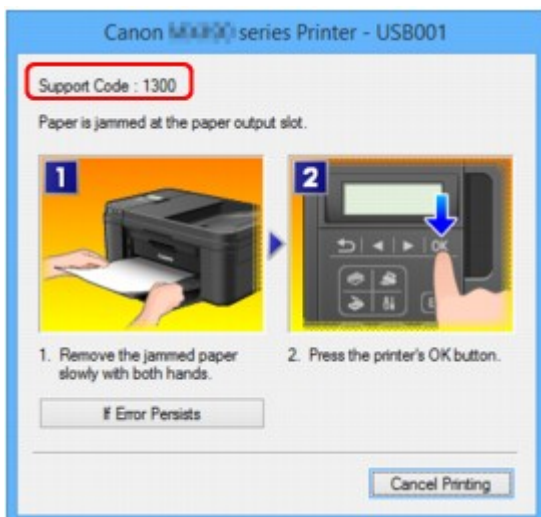 Canon series Printer - USB001
Support Code : 1300
Paper is jammed at the paper output slot.
1
2
OK
1. Remove the jammed paper
slowly with both hands.
2. Press the printer's OK button.
If Error Persists
Cancel Printing